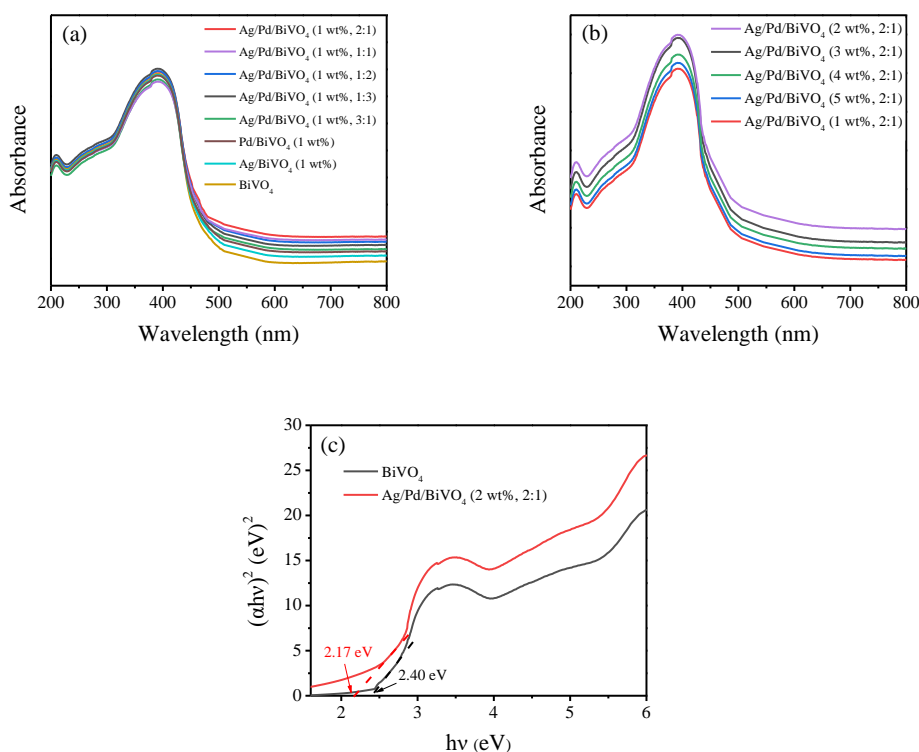 (a)
Ag/Pd/BiVO₄ (1 wt%, 2:1)
Ag/Pd/BiVO₄ (1 wt%, 1:1)
Ag/Pd/BiVO₄ (1 wt%, 1:2)
Ag/Pd/BiVO₄ (1 wt%, 1:3)
Ag/Pd/BiVO₄ (1 wt%, 3:1)
Pd/BiVO₄ (1 wt%)
Ag/BiVO₄ (1 wt%)
BiVO₄
Absorbance
200 300 400 500 600 700 800
Wavelength (nm)
(b)
Ag/Pd/BiVO₄ (2 wt%, 2:1)
Ag/Pd/BiVO₄ (3 wt%, 2:1)
Ag/Pd/BiVO₄ (4 wt%, 2:1)
Ag/Pd/BiVO₄ (5 wt%, 2:1)
Ag/Pd/BiVO₄ (1 wt%, 2:1)
Absorbance
200 300 400 500 600 700 800
Wavelength (nm)
(c)
BiVO₄
Ag/Pd/BiVO₄ (2 wt%, 2:1)
30
25
20
15
10
5
0
(αhν)² (eV)²
2.17 eV
2.40 eV
2 3 4 5 6
hν (eV)